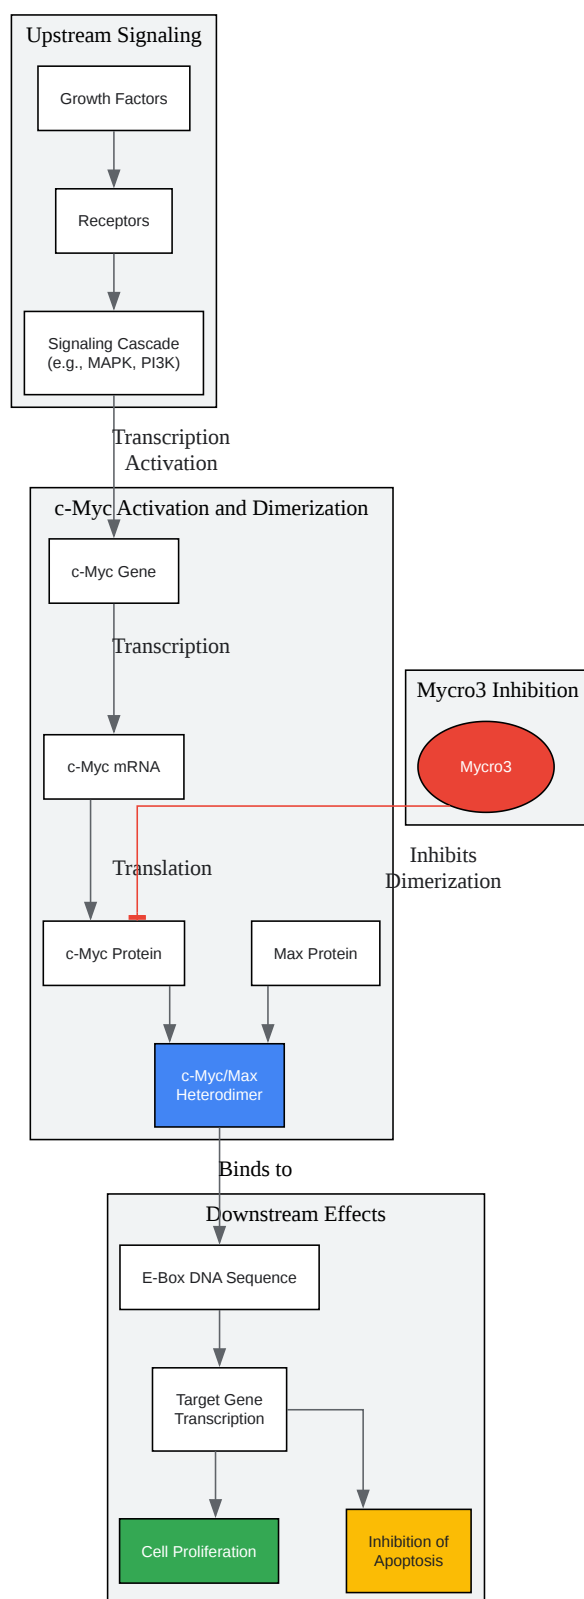 Upstream Signaling
Growth Factors
Receptors
Signaling Cascade
(e.g., MAPK, PI3K)
Transcription
Activation
c-Myc Activation and Dimerization
c-Myc Gene
Transcription
Mycro3 Inhibition
c-Myc mRNA
Mycro3
Translation
Inhibits
Dimerization
c-Myc Protein
Max Protein
c-Myc/Max
Heterodimer
Binds to
Downstream Effects
E-Box DNA Sequence
Target Gene
Transcription
Cell Proliferation
Inhibition of
Apoptosis